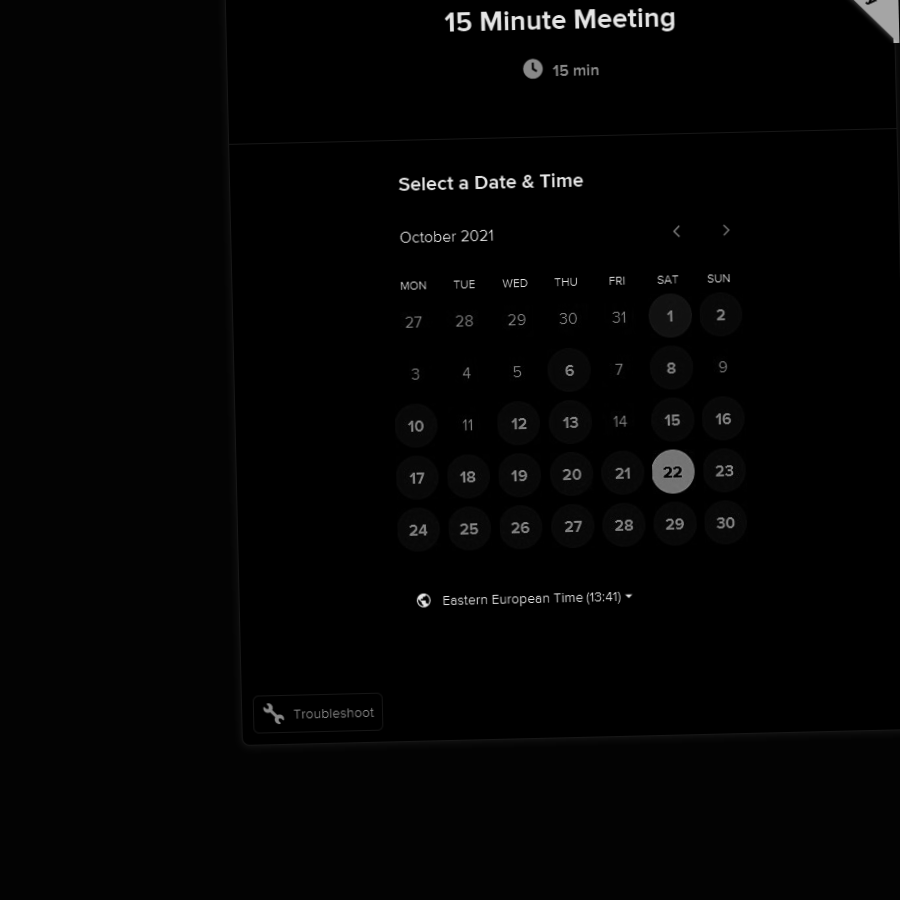 15 Minute Meeting
15 min
Select a Date & Time
October 2021
MON TUE WED THU FRI SAT SUN
27 28 29 30 31 1 2
3 4 5 6 7 8 9
10 11 12 13 14 15 16
17 18 19 20 21 22 23
24 25 26 27 28 29 30
Eastern European Time (13:41)
Troubleshoot